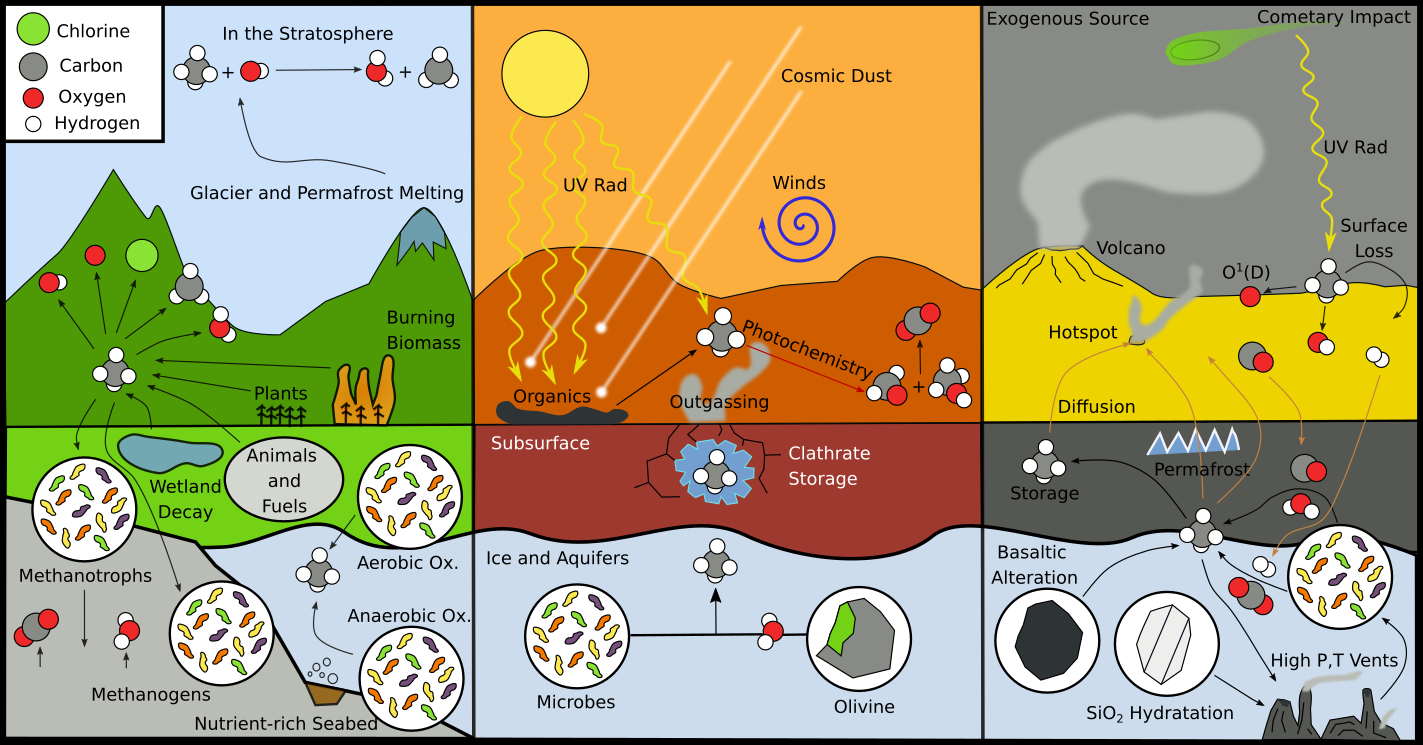 Chlorine
Carbon
Oxygen
Hydrogen
In the Stratosphere
+
+
Glacier and Permafrost Melting
Burning
Biomass
Plants
Animals
and
Fuels
Wetland
Decay
Methanotrophs
Aerobic Ox.
Anaerobic Ox.
Methanogens
Nutrient-rich Seabed
Cosmic Dust
UV Rad
Winds
Photochemistry
+
Organics
Outgassing
Subsurface
Clathrate
Storage
Ice and Aquifers
Microbes
Olivine
Exogenous Source
Cometary Impact
UV Rad
Surface
Loss
Volcano
O¹(D)
Hotspot
Diffusion
Permafrost
Storage
Basaltic
Alteration
High P,T Vents
SiO₂ Hydratation